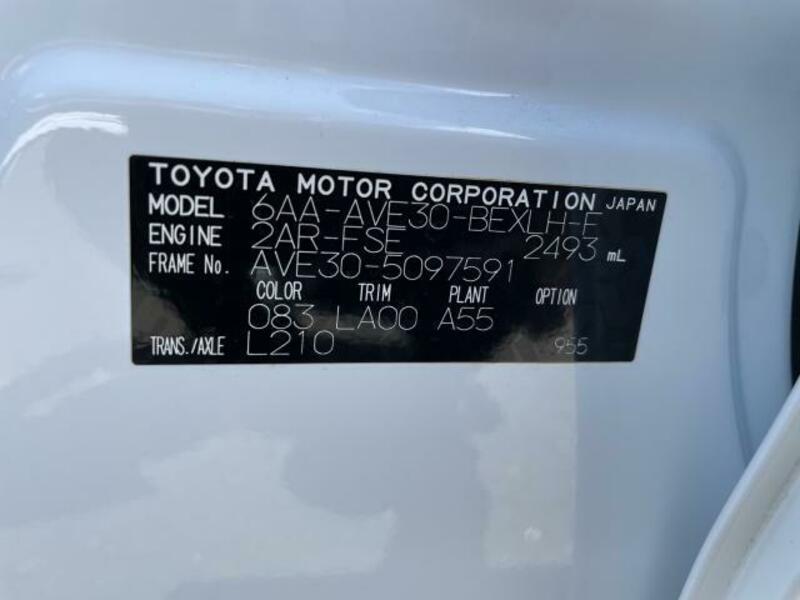 TOYOTA MOTOR CORPORATION JAPAN
MODEL 6AA-AVE30-BEXLH-E
ENGINE 2AR-FSE 2493 mL
FRAME No. AVE30-5097591
COLOR TRIM PLANT OPTION
083 LA00 A55
TRANS./AXLE L210 955